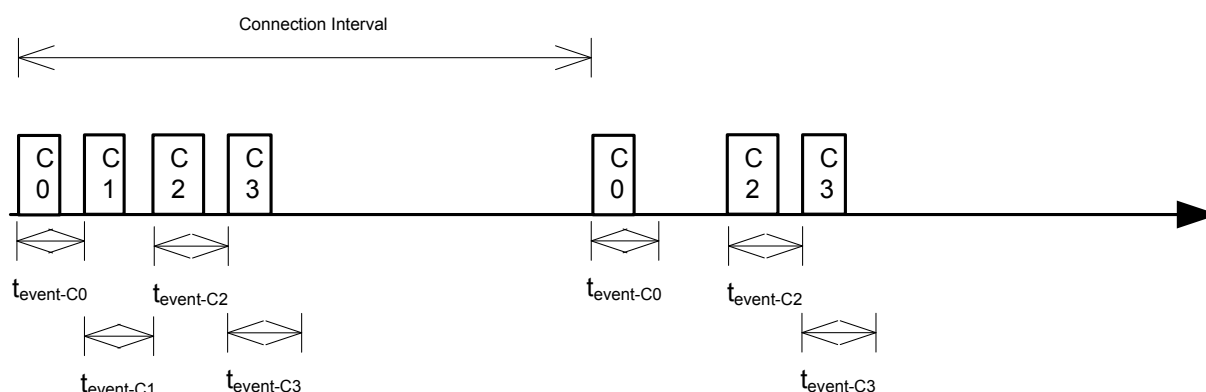 Connection Interval
C 0
C 1
C 2
C 3
C 0
C 2
C 3
tevent-C0
tevent-C2
tevent-C0
tevent-C2
tevent-C1
tevent-C3
tevent-C3